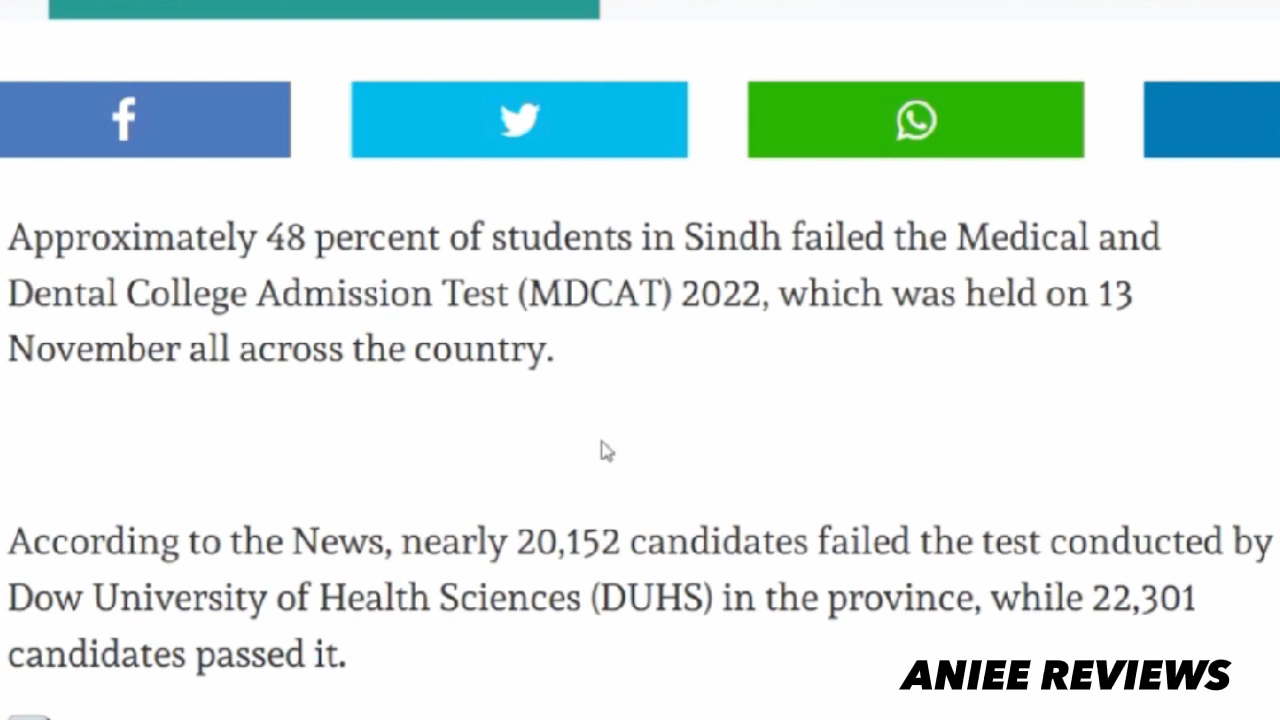 Approximately 48 percent of students in Sindh failed the Medical and
Dental College Admission Test (MDCAT) 2022, which was held on 13
November all across the country.
According to the News, nearly 20,152 candidates failed the test conducted by
Dow University of Health Sciences (DUHS) in the province, while 22,301
candidates passed it.
ANIEE REVIEWS